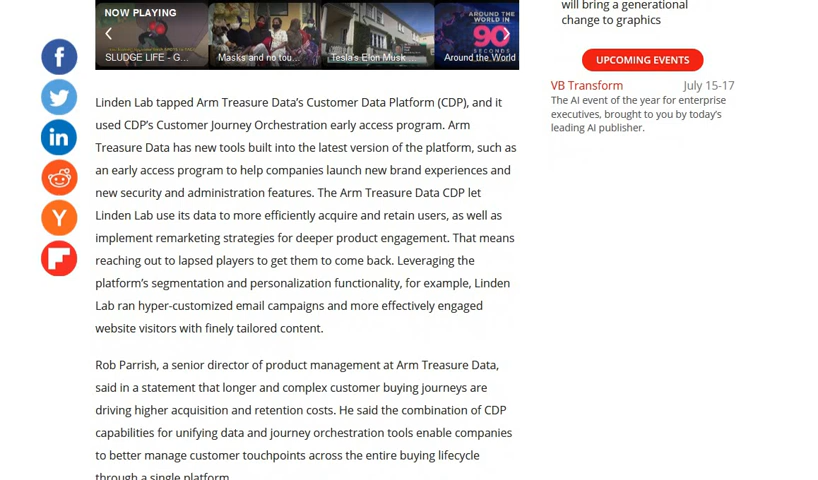 NOW PLAYING
SLUDGE LIFE - G...
Masks and no tou...
Tesla's Elon Musk ...
AROUND THE
WORLD IN
90
SECONDS
Around the World
will bring a generational
change to graphics
UPCOMING EVENTS
VB Transform July 15-17
The AI event of the year for enterprise
executives, brought to you by today's
leading AI publisher.
Linden Lab tapped Arm Treasure Data's Customer Data Platform (CDP), and it
used CDP's Customer Journey Orchestration early access program. Arm
Treasure Data has new tools built into the latest version of the platform, such as
an early access program to help companies launch new brand experiences and
new security and administration features. The Arm Treasure Data CDP let
Linden Lab use its data to more efficiently acquire and retain users, as well as
implement remarketing strategies for deeper product engagement. That means
reaching out to lapsed players to get them to come back. Leveraging the
platform's segmentation and personalization functionality, for example, Linden
Lab ran hyper-customized email campaigns and more effectively engaged
website visitors with finely tailored content.
Rob Parrish, a senior director of product management at Arm Treasure Data,
said in a statement that longer and complex customer buying journeys are
driving higher acquisition and retention costs. He said the combination of CDP
capabilities for unifying data and journey orchestration tools enable companies
to better manage customer touchpoints across the entire buying lifecycle
through a single platform.